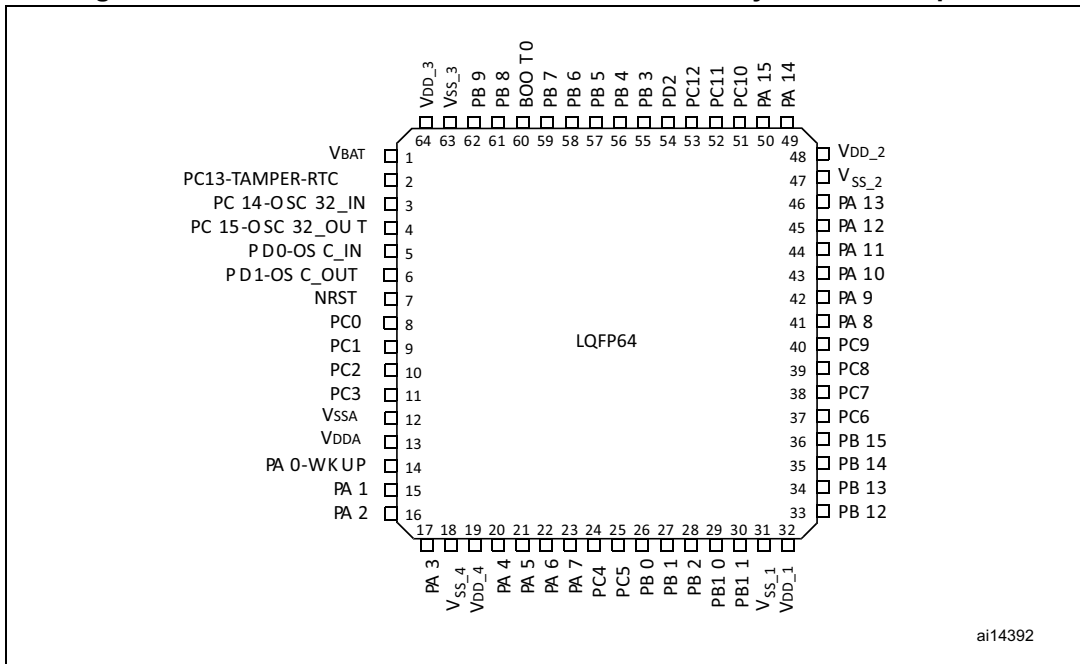 VDD_3
VSS_3
PB 9
PB 8
BOO T0
PB 7
PB 6
PB 5
PB 4
PB 3
PD2
PC12
PC11
PC10
PA 15
PA 14
64 63 62 61 60 59 58 57 56 55 54 53 52 51 50 49
VBAT 1
PC13-TAMPER-RTC 2
PC 14-O SC 32_IN 3
PC 15-O SC 32_OU T 4
P D0-OS C_IN 5
P D1-OS C_OUT 6
NRST 7
PC0 8
PC1 9
PC2 10
PC3 11
VSSA 12
VDDA 13
PA 0-WK UP 14
PA 1 15
PA 2 16
LQFP64
48 VDD_2
47 VSS_2
46 PA 13
45 PA 12
44 PA 11
43 PA 10
42 PA 9
41 PA 8
40 PC9
39 PC8
38 PC7
37 PC6
36 PB 15
35 PB 14
34 PB 13
33 PB 12
17 18 19 20 21 22 23 24 25 26 27 28 29 30 31 32
PA 3
VSS_4
VDD_4
PA 4
PA 5
PA 6
PA 7
PC4
PC5
PB 0
PB 1
PB 2
PB1 0
PB1 1
VSS_1
VDD_1
ai14392